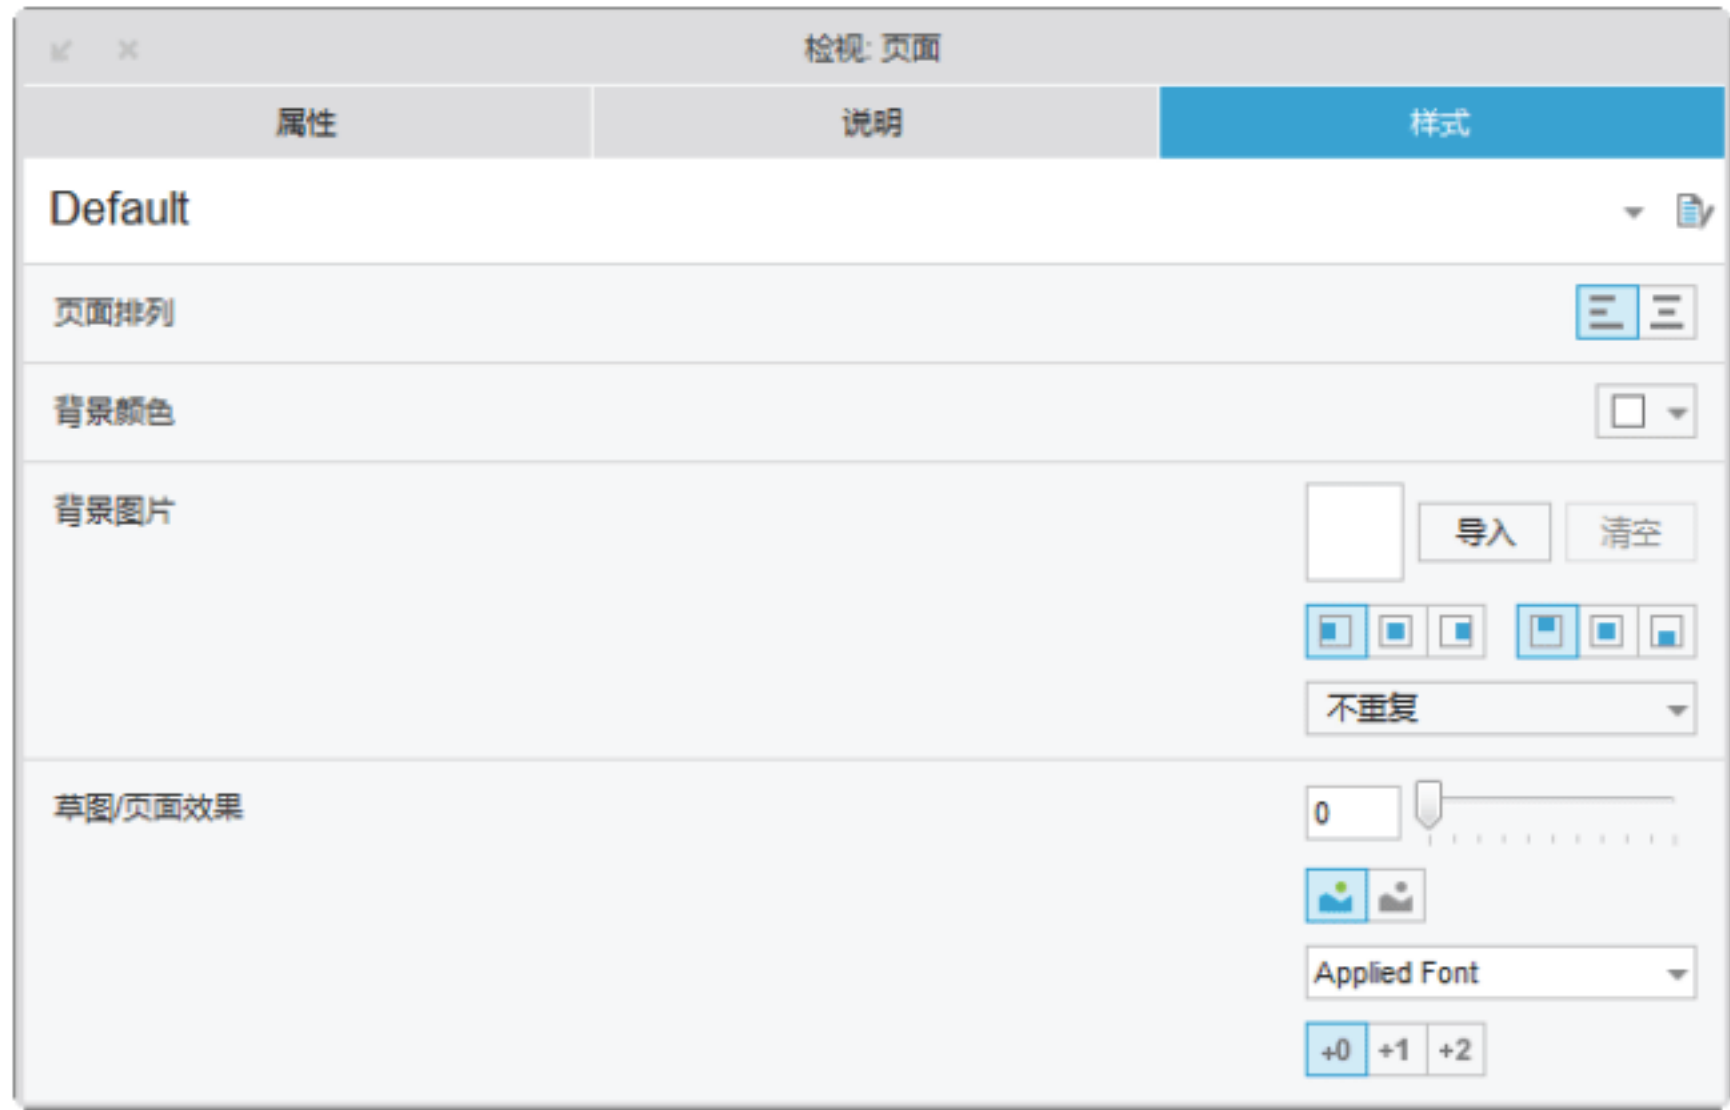 检视: 页面
属性 说明 样式
Default
页面排列
背景颜色
背景图片
导入 清空
不重复
草图/页面效果
0
Applied Font
+0 +1 +2